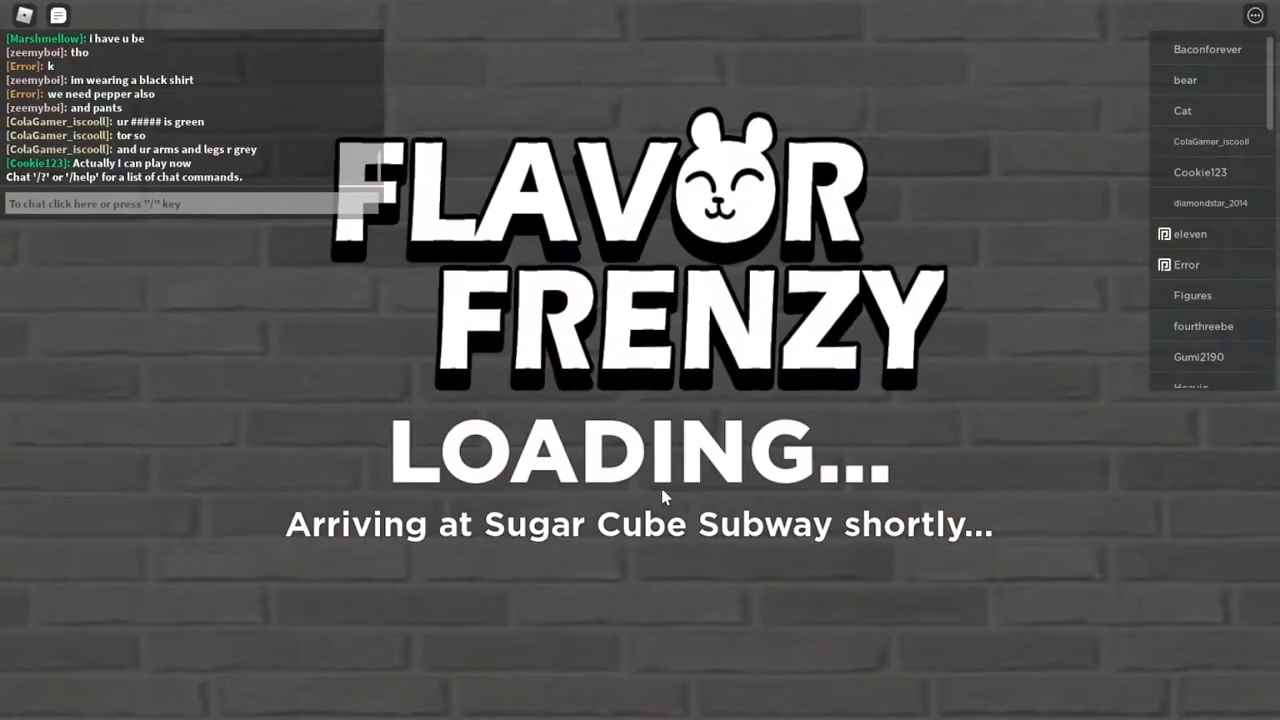 [Marshmellow]: i have u be
[zeemyboi]: tho
[Error]: k
[zeemyboi]: im wearing a black shirt
[Error]: we need pepper also
[zeemyboi]: and pants
[ColaGamer_iscooll]: ur ##### is green
[ColaGamer_iscooll]: tor so
[ColaGamer_iscooll]: and ur arms and legs r grey
[Cookie123]: Actually I can play now
Chat '/?' or '/help' for a list of chat commands.
To chat click here or press "/" key
FLAVOR
FRENZY
LOADING...
Arriving at Sugar Cube Subway shortly...
Baconforever
bear
Cat
ColaGamer_iscooll
Cookie123
diamondstar_2014
eleven
Error
Figures
fourthreebe
Gumi2190